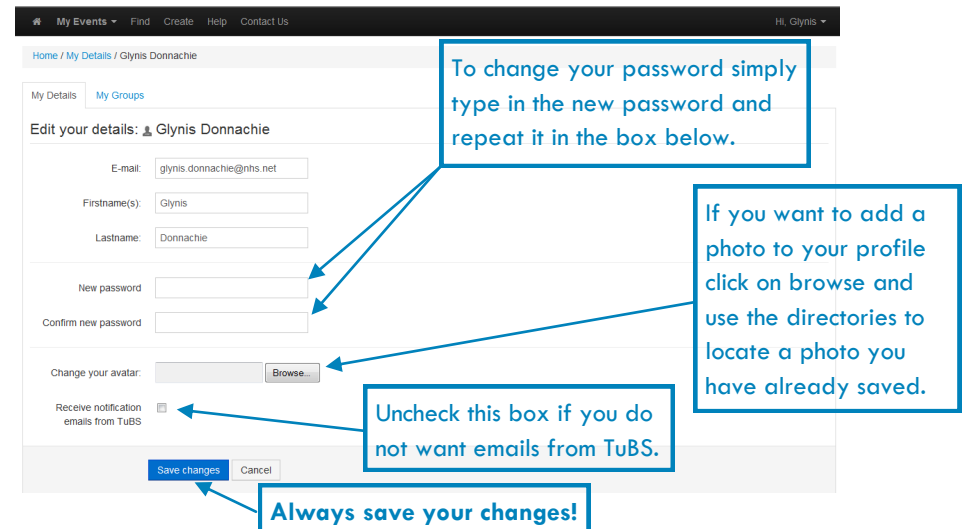 My Events Find Create Help Contact Us Hi, Glynis
Home / My Details / Glynis Donnachie
To change your password simply
type in the new password and
repeat it in the box below.
My Details My Groups
Edit your details: Glynis Donnachie
E-mail: glynis.donnachie@nhs.net
Firstname(s): Glynis
Lastname: Donnachie
If you want to add a
photo to your profile
click on browse and
use the directories to
locate a photo you
have already saved.
New password
Confirm new password
Change your avatar: Browse...
Receive notification
emails from TuBS
Uncheck this box if you do
not want emails from TuBS.
Save changes Cancel
Always save your changes!